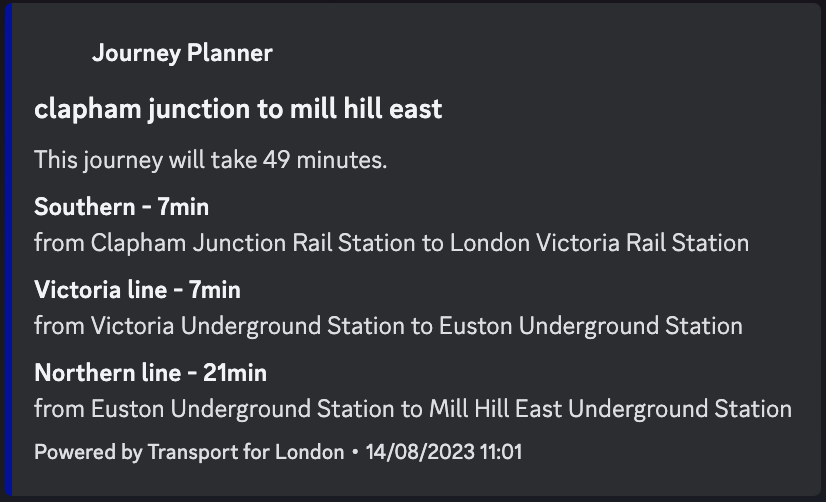 Journey Planner
clapham junction to mill hill east
This journey will take 49 minutes.
Southern - 7min
from Clapham Junction Rail Station to London Victoria Rail Station
Victoria line - 7min
from Victoria Underground Station to Euston Underground Station
Northern line - 21min
from Euston Underground Station to Mill Hill East Underground Station
Powered by Transport for London • 14/08/2023 11:01